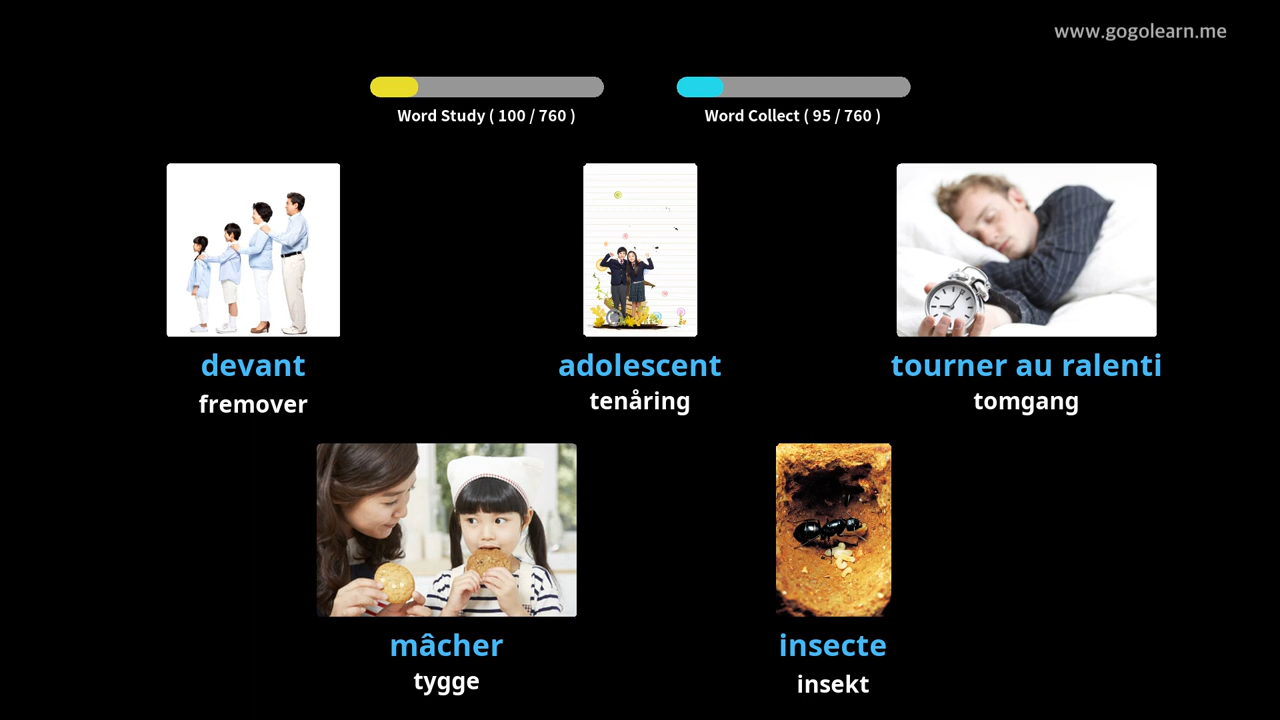 www.gogolearn.me
Word Study ( 100 / 760 )
Word Collect ( 95 / 760 )
devant
fremover
adolescent
tenåring
tourner au ralenti
tomgang
mâcher
tygge
insecte
insekt